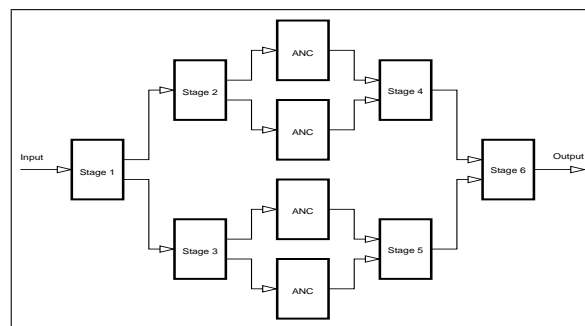 ANC
Stage 2
Stage 4
ANC
Input
Stage 1
Stage 6
Output
ANC
Stage 3
Stage 5
ANC